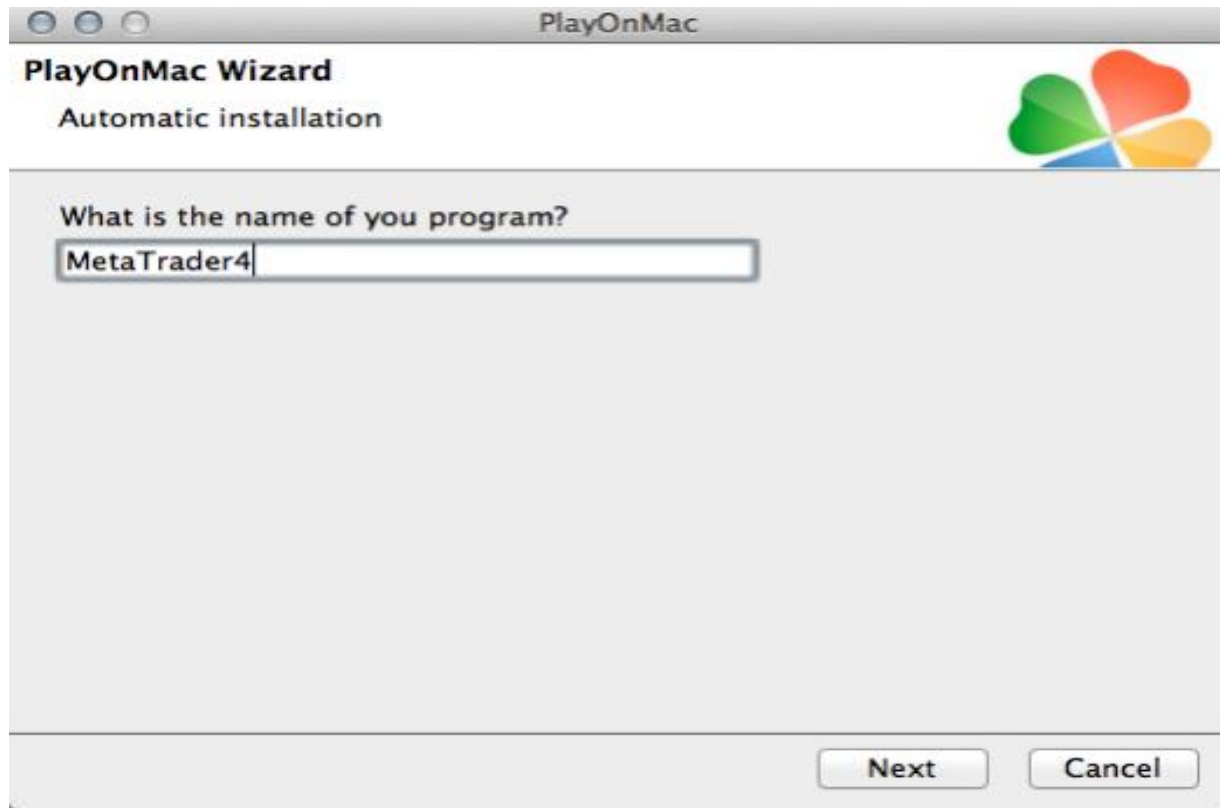 PlayOnMac
PlayOnMac Wizard
Automatic installation
What is the name of you program?
MetaTrader4
Next
Cancel